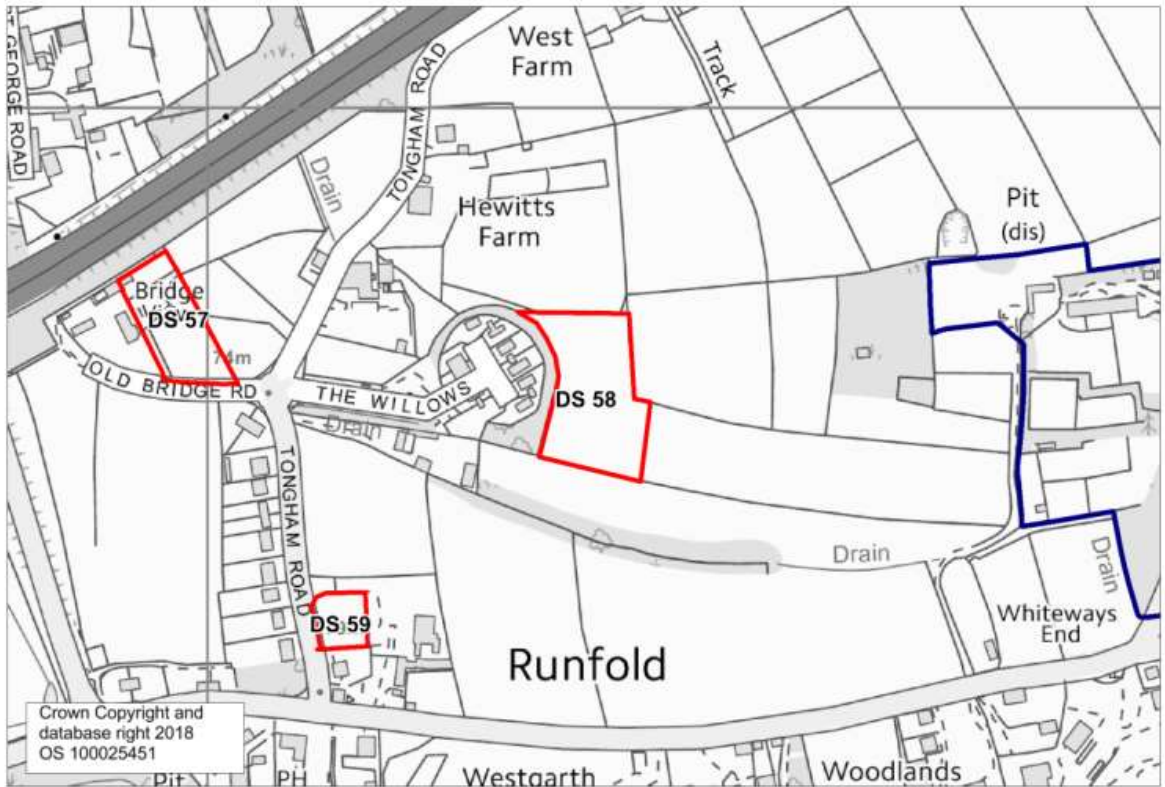 GEORGE ROAD
West
Farm
Track
TONGHAM ROAD
Drain
Hewitts
Farm
Pit
(dis)
Bridge
DS 57
74m
OLD BRIDGE RD
THE WILLOWS
Drain
DS 58
TONGHAM ROAD
Drain
Drain
DS 59
Whiteways
End
Runfold
Crown Copyright and
database right 2018
OS 100025451
Pit
PH
Westgarth
Woodlands